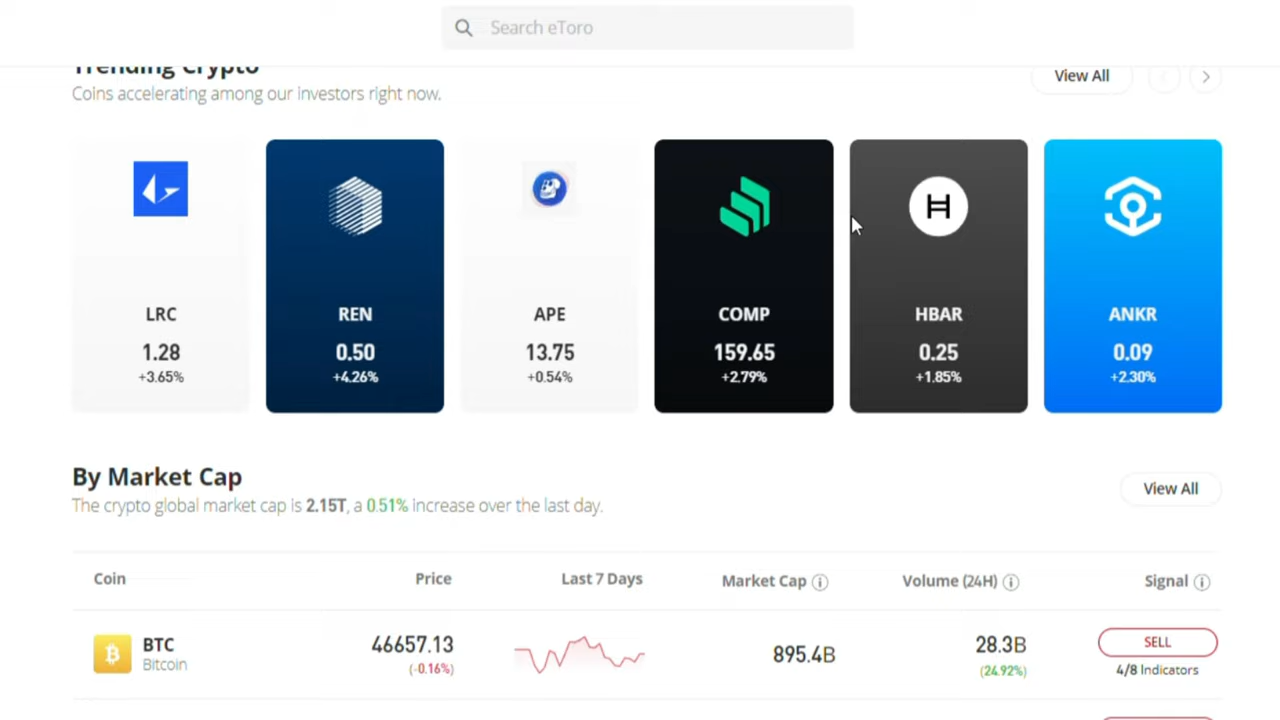 Search eToro
Trending Crypto
View All
Coins accelerating among our investors right now.
LRC
1.28
+3.65%
REN
0.50
+4.26%
APE
13.75
+0.54%
COMP
159.65
+2.79%
HBAR
0.25
+1.85%
ANKR
0.09
+2.30%
By Market Cap
View All
The crypto global market cap is 2.15T, a 0.51% increase over the last day.
Coin Price Last 7 Days Market Cap Volume (24H) Signal
BTC 46657.13 895.4B 28.3B SELL
Bitcoin (-0.16%) (24.92%) 4/8 Indicators